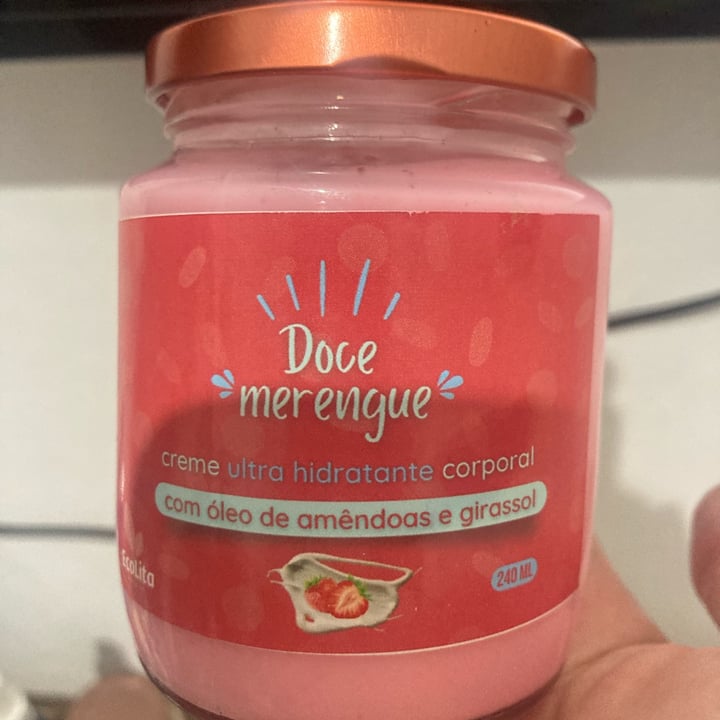 Doce
merengue
creme ultra hidratante corporal
com óleo de amêndoas e girassol
EcoLita
240 ML